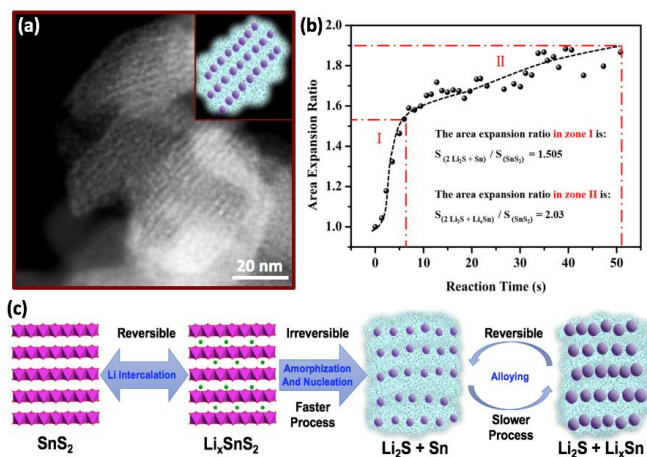 (a)
20 nm
(b)
Area Expansion Ratio
2.0
1.8
1.6
1.4
1.2
1.0
I
II
The area expansion ratio in zone I is:
S (2 Li₂S + Sn) / S (SnS₂) = 1.505
The area expansion ratio in zone II is:
S (2 Li₂S + LiₓSn) / S (SnS₂) = 2.03
0 10 20 30 40 50
Reaction Time (s)
(c)
Reversible
Li Intercalation
Irreversible
Amorphization
And Nucleation
Faster
Process
Reversible
Alloying
Slower
Process
SnS₂
LiₓSnS₂
Li₂S + Sn
Li₂S + LiₓSn